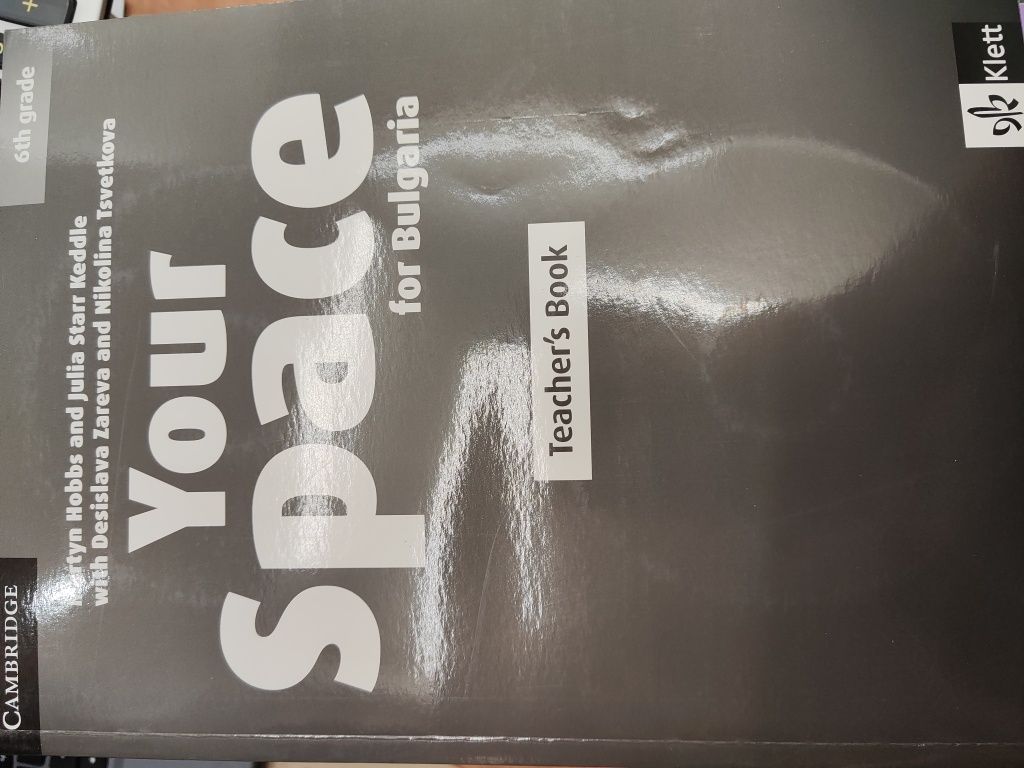 CAMBRIDGE
6th grade
Martyn Hobbs and Julia Starr Keddle
with Desislava Zareva and Nikolina Tsvetkova
Your
Space
for Bulgaria
Teacher's Book
Klett